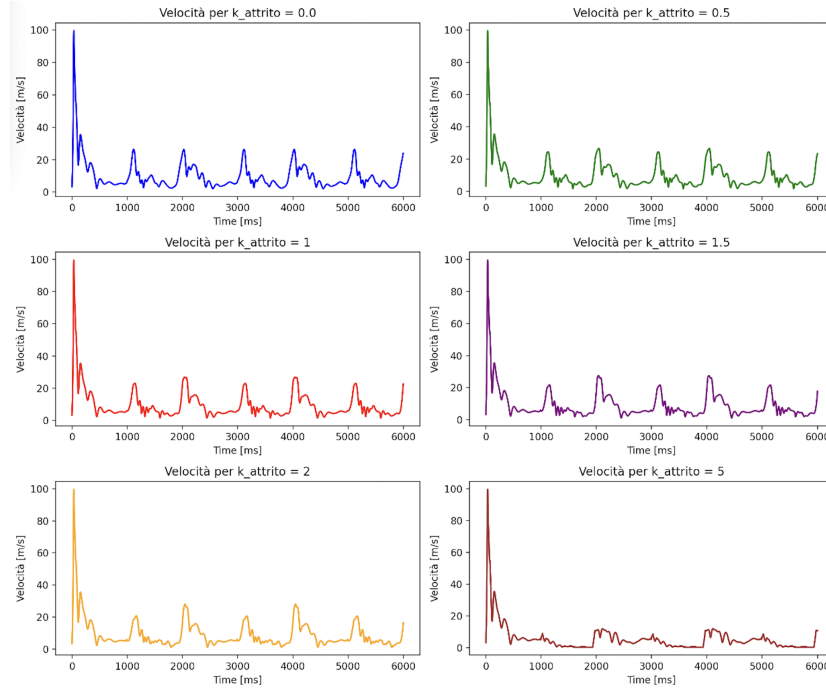 Velocità per k_attrito = 0.0
Velocità [m/s]
100
80
60
40
20
0
0 1000 2000 3000 4000 5000 6000
Time [ms]
Velocità per k_attrito = 0.5
Velocità [m/s]
100
80
60
40
20
0
0 1000 2000 3000 4000 5000 6000
Time [ms]
Velocità per k_attrito = 1
Velocità [m/s]
100
80
60
40
20
0
0 1000 2000 3000 4000 5000 6000
Time [ms]
Velocità per k_attrito = 1.5
Velocità [m/s]
100
80
60
40
20
0
0 1000 2000 3000 4000 5000 6000
Time [ms]
Velocità per k_attrito = 2
Velocità [m/s]
100
80
60
40
20
0
0 1000 2000 3000 4000 5000 6000
Time [ms]
Velocità per k_attrito = 5
Velocità [m/s]
100
80
60
40
20
0
0 1000 2000 3000 4000 5000 6000
Time [ms]